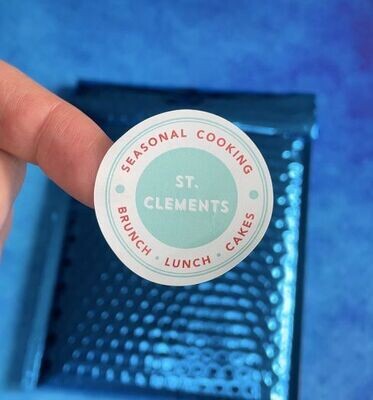 SEASONAL COOKING
ST.
CLEMENTS
BRUNCH · LUNCH · CAKES